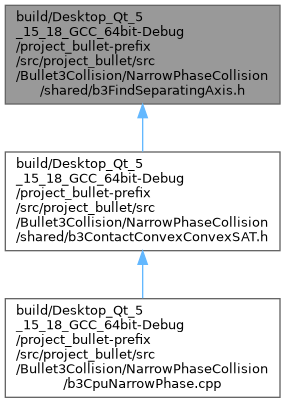 build/Desktop_Qt_5
_15_18_GCC_64bit-Debug
/project_bullet-prefix
/src/project_bullet/src
/Bullet3Collision/NarrowPhaseCollision
/shared/b3FindSeparatingAxis.h
build/Desktop_Qt_5
_15_18_GCC_64bit-Debug
/project_bullet-prefix
/src/project_bullet/src
/Bullet3Collision/NarrowPhaseCollision
/shared/b3ContactConvexConvexSAT.h
build/Desktop_Qt_5
_15_18_GCC_64bit-Debug
/project_bullet-prefix
/src/project_bullet/src
/Bullet3Collision/NarrowPhaseCollision
/b3CpuNarrowPhase.cpp